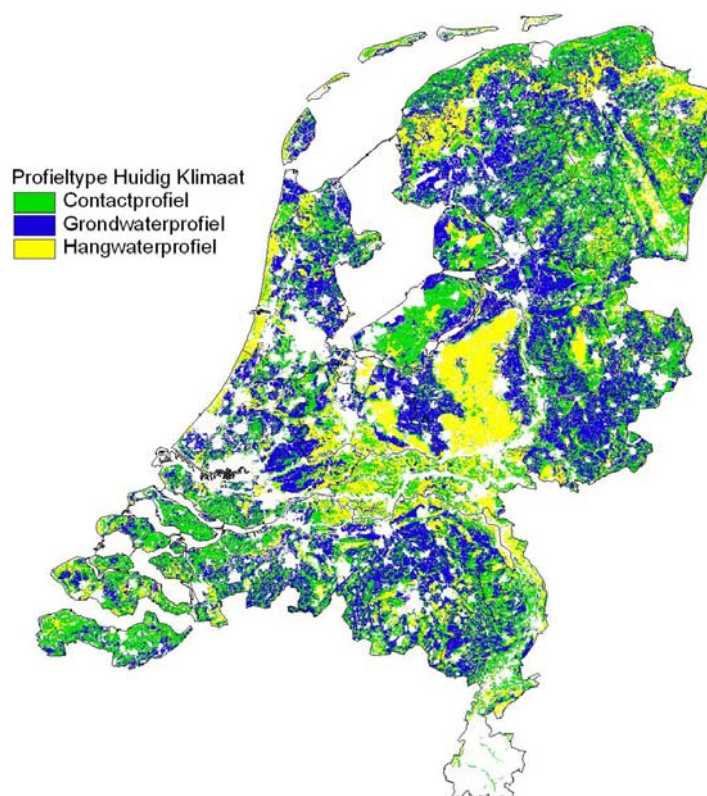 Profieltype Huidig Klimaat
Contactprofiel
Grondwaterprofiel
Hangwaterprofiel